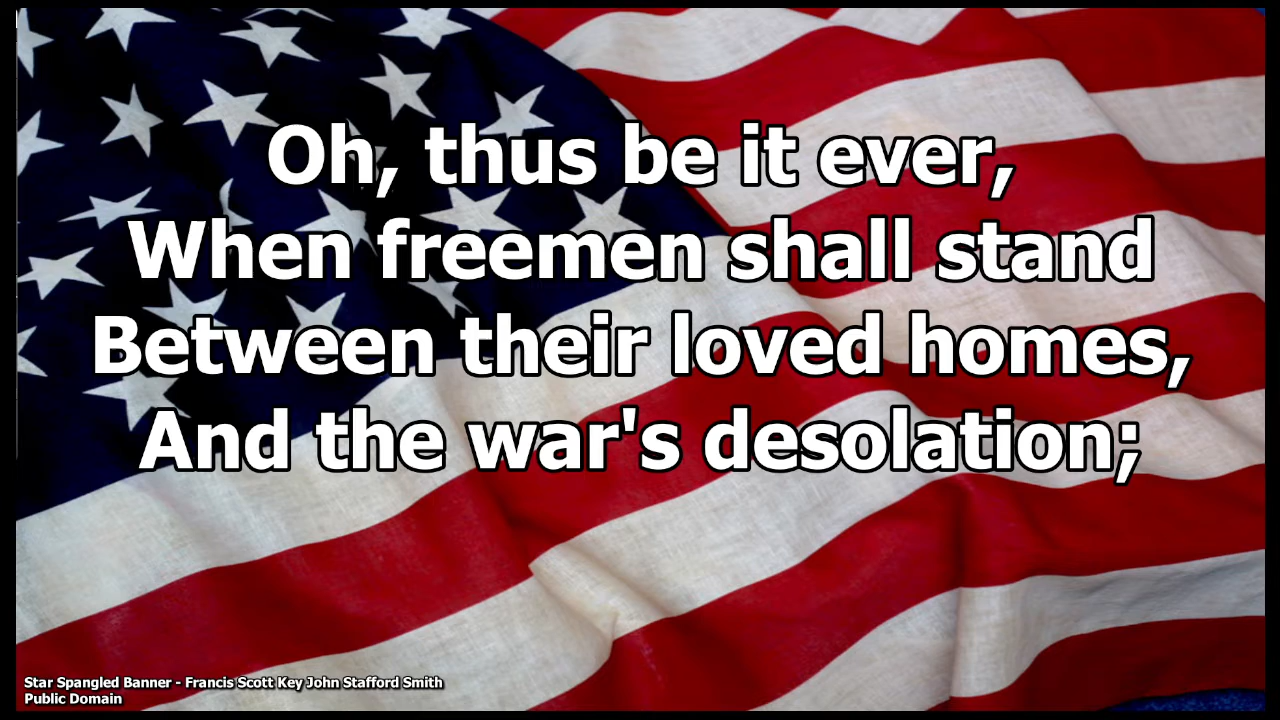 Oh, thus be it ever,
When freemen shall stand
Between their loved homes,
And the war's desolation;
Star Spangled Banner - Francis Scott Key John Stafford Smith
Public Domain